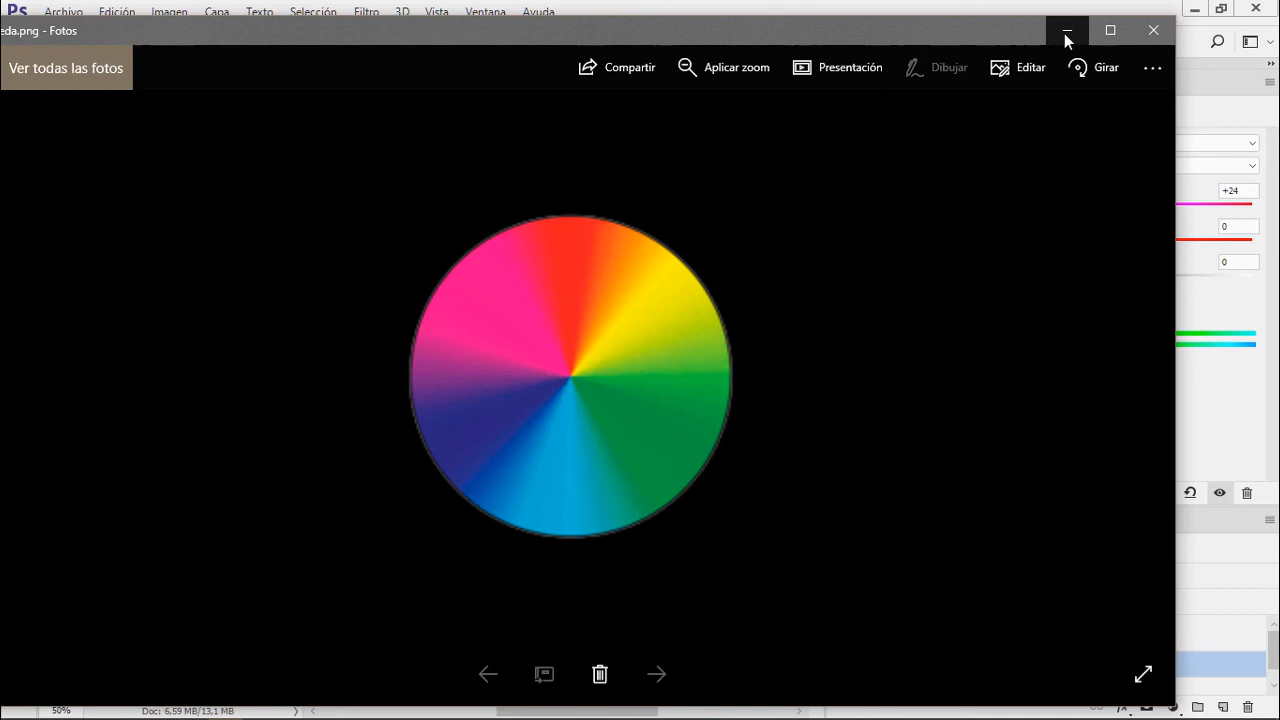 Ps Archivo Edición Imagen Capa Texto Selección Filtro 3D Vista Ventana Ayuda
eda.png - Fotos
Ver todas las fotos
Compartir
Aplicar zoom
Presentación
Dibujar
Editar
Girar
+24
0
0
50%
Doc: 6,59 MB/13,1 MB
fx